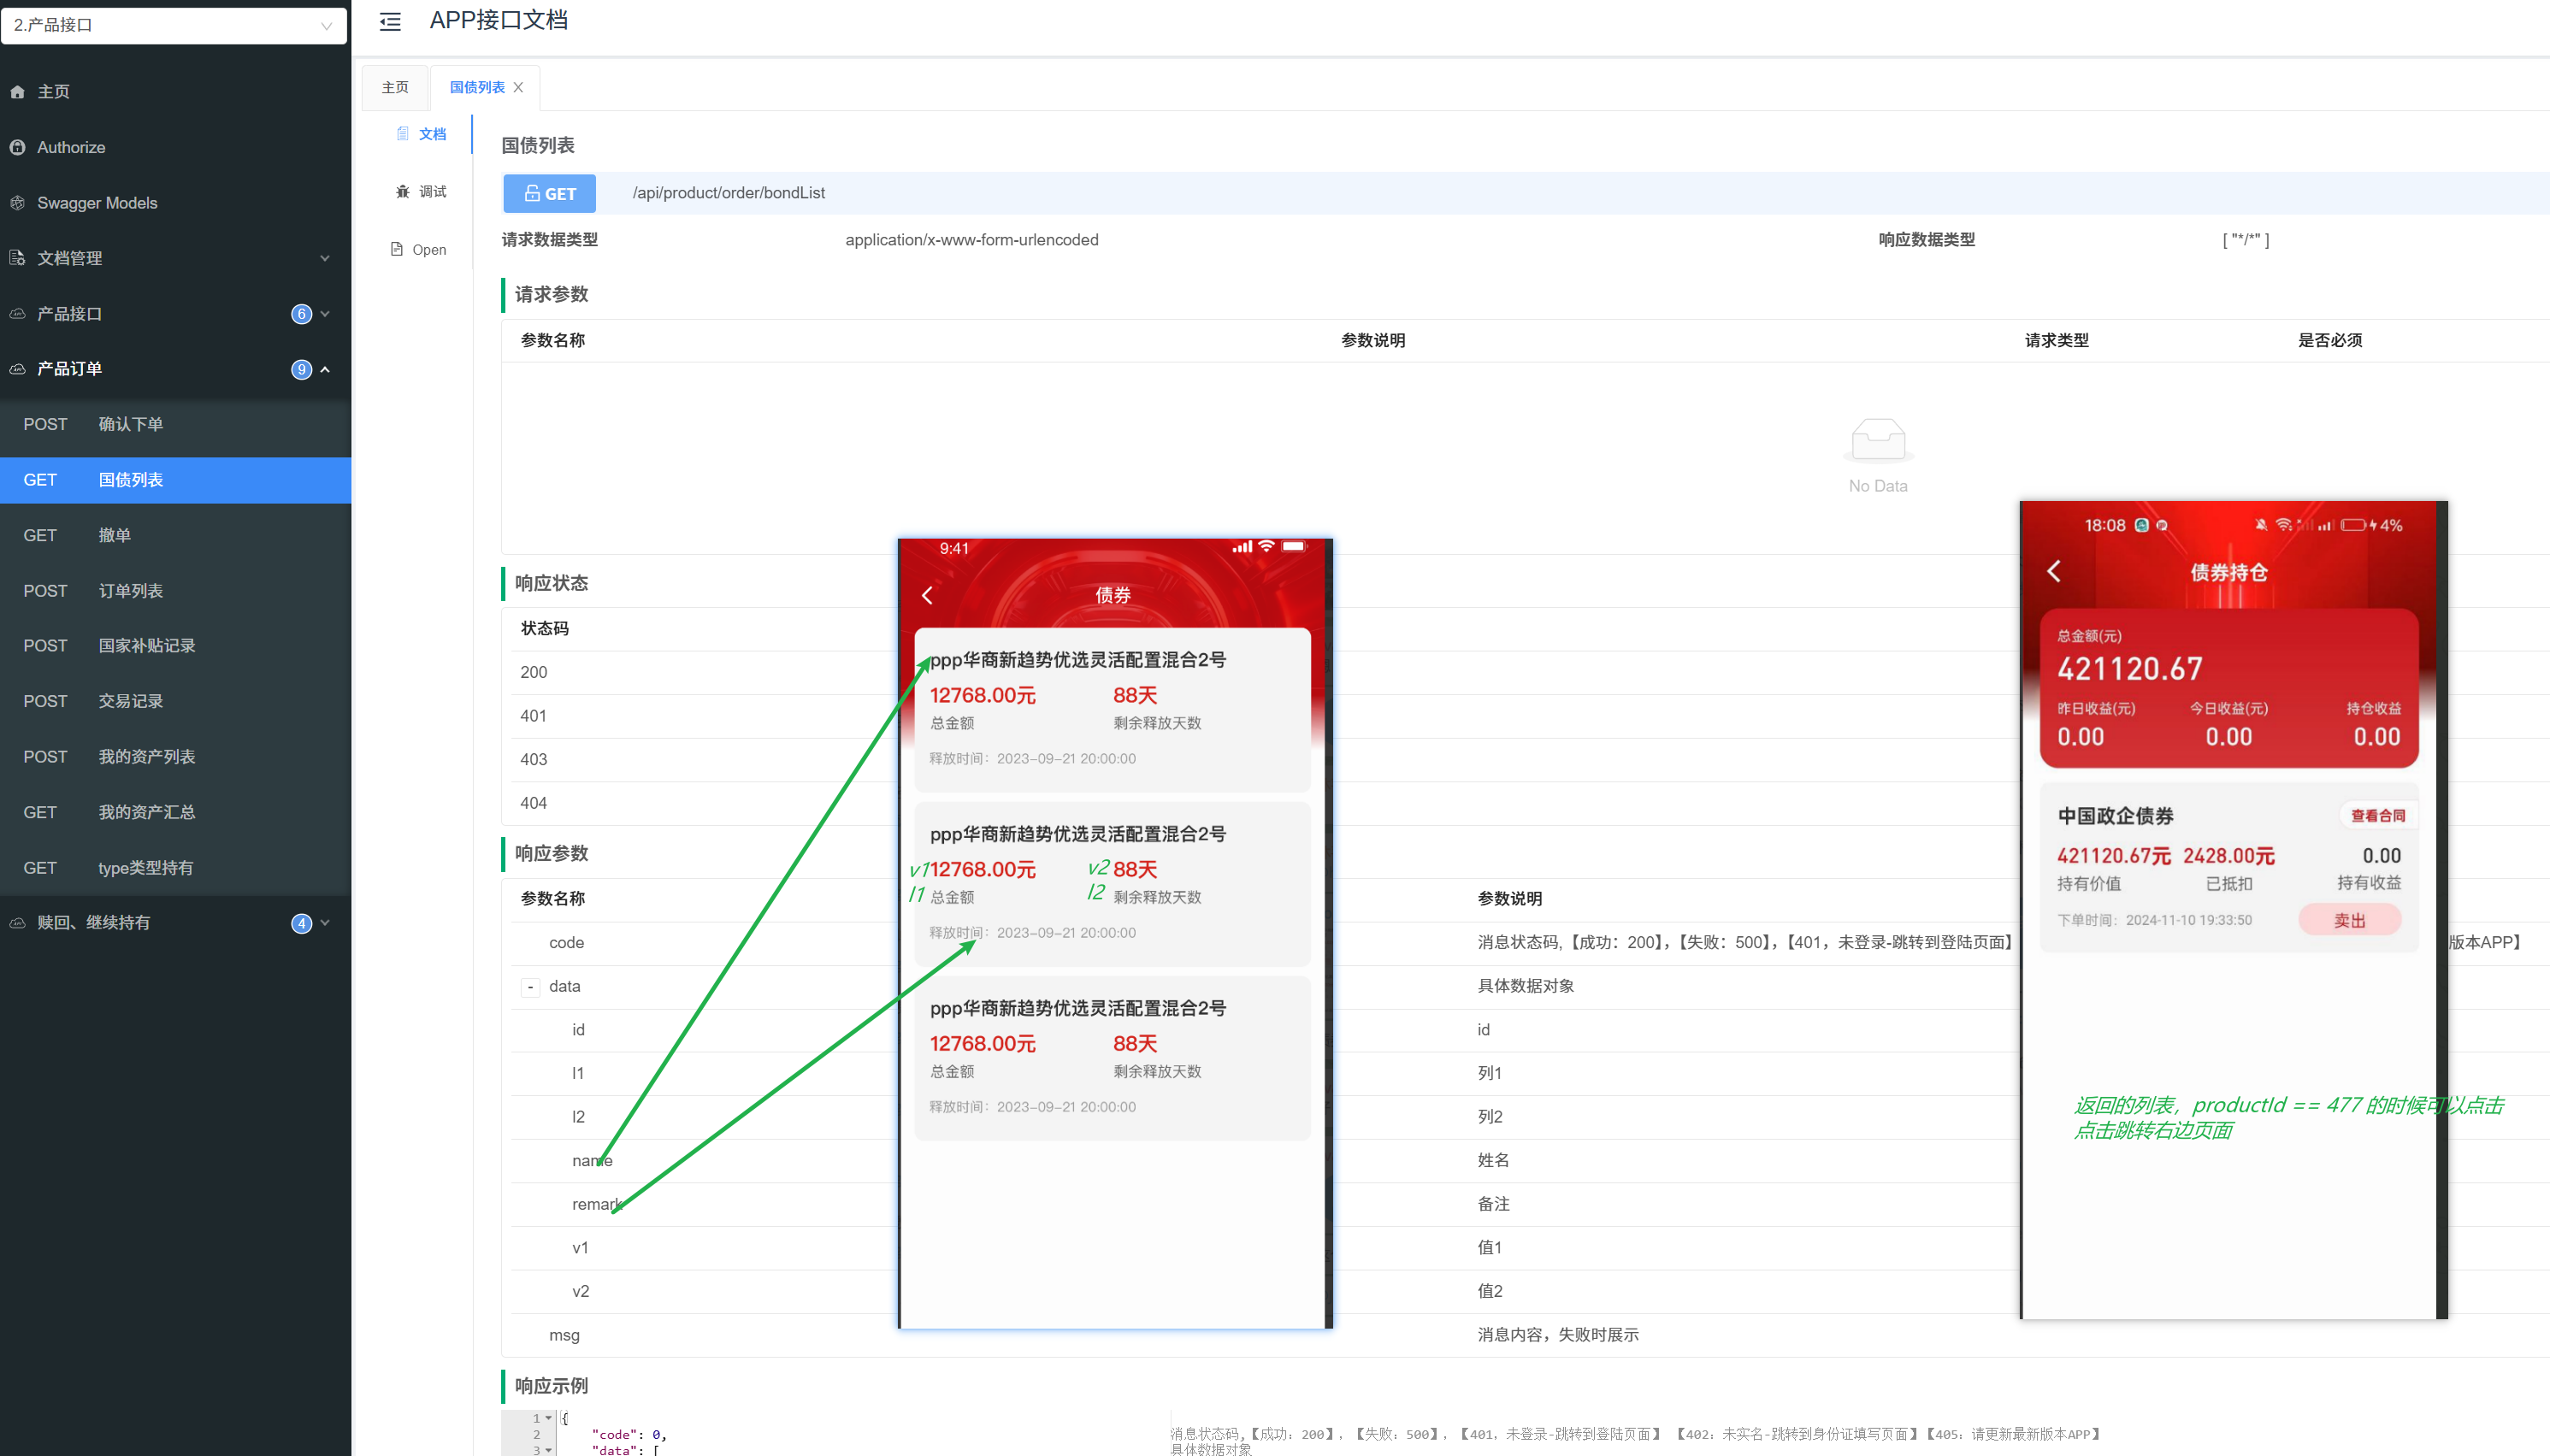 2.产品接口
APP接口文档
主页
Authorize
Swagger Models
文档管理
产品接口 6
产品订单 9
POST 确认下单
GET 国债列表
GET 撤单
POST 订单列表
POST 国家补贴记录
POST 交易记录
POST 我的资产列表
GET 我的资产汇总
GET type类型持有
赎回、继续持有 4
主页 国债列表
文档
调试
Open
国债列表
GET /api/product/order/bondList
请求数据类型 application/x-www-form-urlencoded 响应数据类型 [ "*/*" ]
请求参数
参数名称 参数说明 请求类型 是否必须
No Data
响应状态
状态码
200
401
403
404
响应参数
参数名称 参数说明
code 消息状态码,【成功：200】,【失败：500】,【401，未登录-跳转到登陆页面】 版本APP】
- data 具体数据对象
id id
l1 列1
l2 列2
name 姓名
remark 备注
v1 值1
v2 值2
msg 消息内容，失败时展示
响应示例
1 {
2 "code": 0, 消息状态码,【成功：200】,【失败：500】,【401，未登录-跳转到登陆页面】 【402：未实名-跳转到身份证填写页面】【405：请更新最新版本APP】
3 "data": [ 具体数据对象
9:41
债券
ppp华商新趋势优选灵活配置混合2号
12768.00元 88天
总金额 剩余释放天数
释放时间：2023-09-21 20:00:00
ppp华商新趋势优选灵活配置混合2号
v1 12768.00元 v2 88天
l1 总金额 l2 剩余释放天数
释放时间：2023-09-21 20:00:00
ppp华商新趋势优选灵活配置混合2号
12768.00元 88天
总金额 剩余释放天数
释放时间：2023-09-21 20:00:00
18:08 4%
债券持仓
总金额(元)
421120.67
昨日收益(元) 今日收益(元) 持仓收益
0.00 0.00 0.00
中国政企债券 查看合同
421120.67元 2428.00元 0.00
持有价值 已抵扣 持有收益
下单时间：2024-11-10 19:33:50 卖出
返回的列表，productId == 477 的时候可以点击
点击跳转右边页面